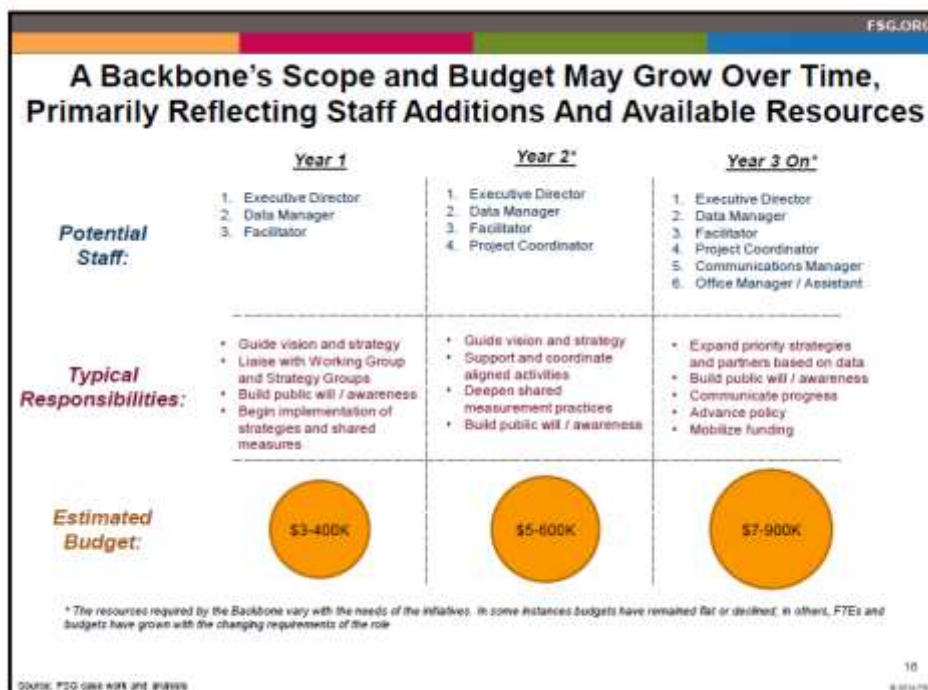 FSG.ORG
A Backbone's Scope and Budget May Grow Over Time,
Primarily Reflecting Staff Additions And Available Resources
Year 1
Year 2*
Year 3 On*
Potential
Staff:
1. Executive Director
2. Data Manager
3. Facilitator
1. Executive Director
2. Data Manager
3. Facilitator
4. Project Coordinator
1. Executive Director
2. Data Manager
3. Facilitator
4. Project Coordinator
5. Communications Manager
6. Office Manager / Assistant
Typical
Responsibilities:
• Guide vision and strategy
• Liaise with Working Group
and Strategy Groups
• Build public will / awareness
• Begin implementation of
strategies and shared
measures
• Guide vision and strategy
• Support and coordinate
aligned activities
• Deepen shared
measurement practices
• Build public will / awareness
• Expand priority strategies
and partners based on data
• Build public will / awareness
• Communicate progress
• Advance policy
• Mobilize funding
Estimated
Budget:
$3-400K
$5-600K
$7-900K
* The resources required by the Backbone vary with the needs of the initiatives. In some instances budgets have remained flat or declined; in others, FTEs and
budgets have grown with the changing requirements of the role
16
Source: FSG case work and analysis